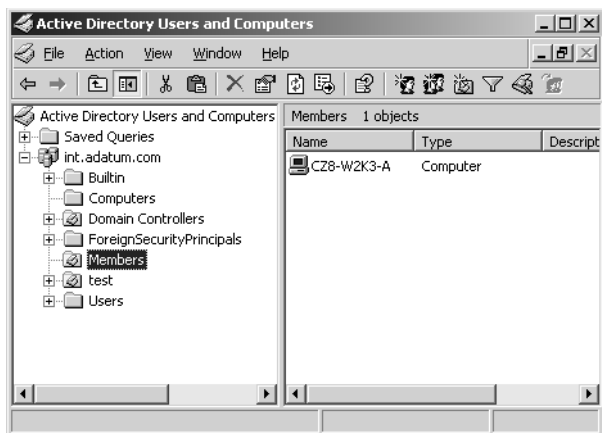 Active Directory Users and Computers
File Action View Window Help
Active Directory Users and Computers
Saved Queries
int.adatum.com
Builtin
Computers
Domain Controllers
ForeignSecurityPrincipals
Members
test
Users
Members 1 objects
Name Type Descript
CZ8-W2K3-A Computer